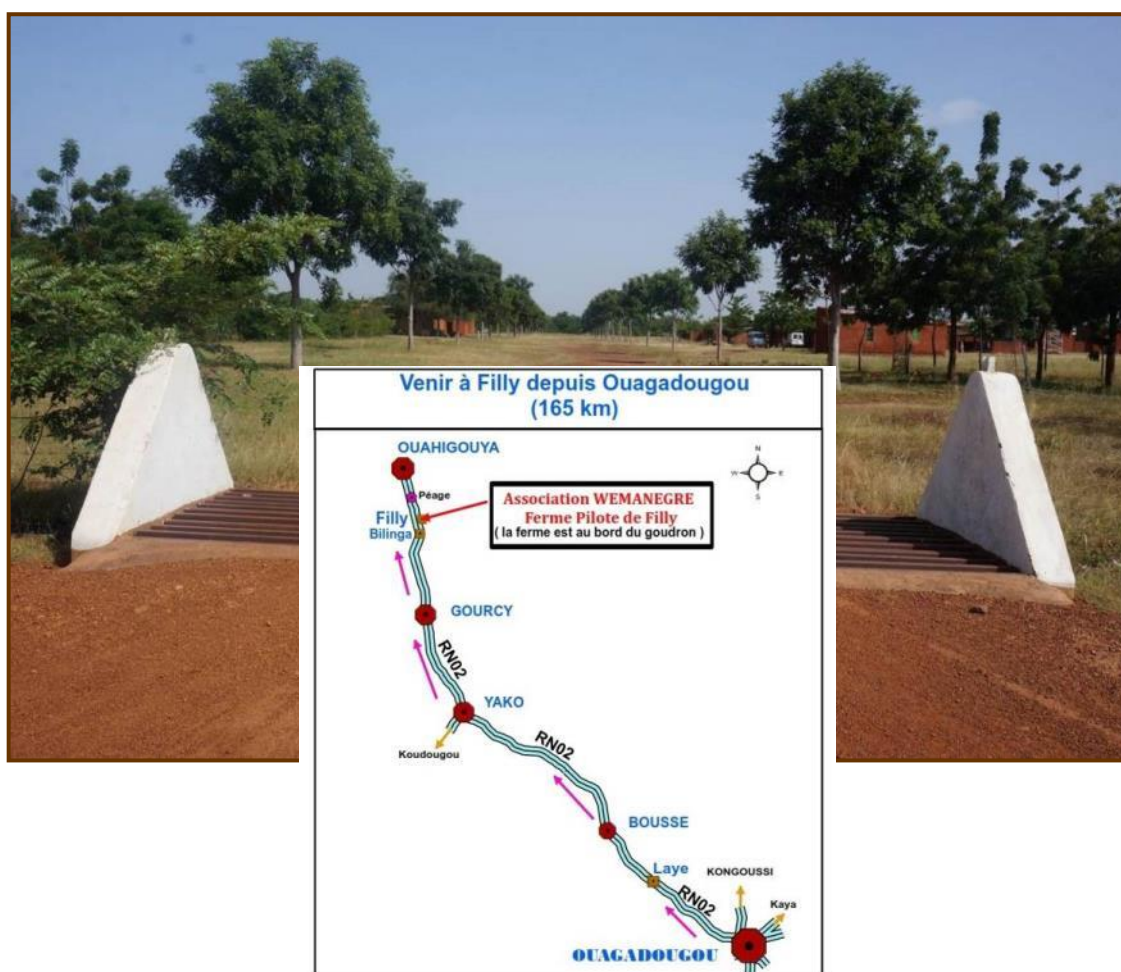 Venir à Filly depuis Ouagadougou
(165 km)
OUAHIGOUYA
N
W
E
S
Péage
Association WEMANEGRE
Ferme Pilote de Filly
( la ferme est au bord du goudron )
Filly
Bilinga
GOURCY
RN02
YAKO
Koudougou
RN02
BOUSSE
Laye
KONGOUSSI
Kaya
RN02
OUAGADOUGOU